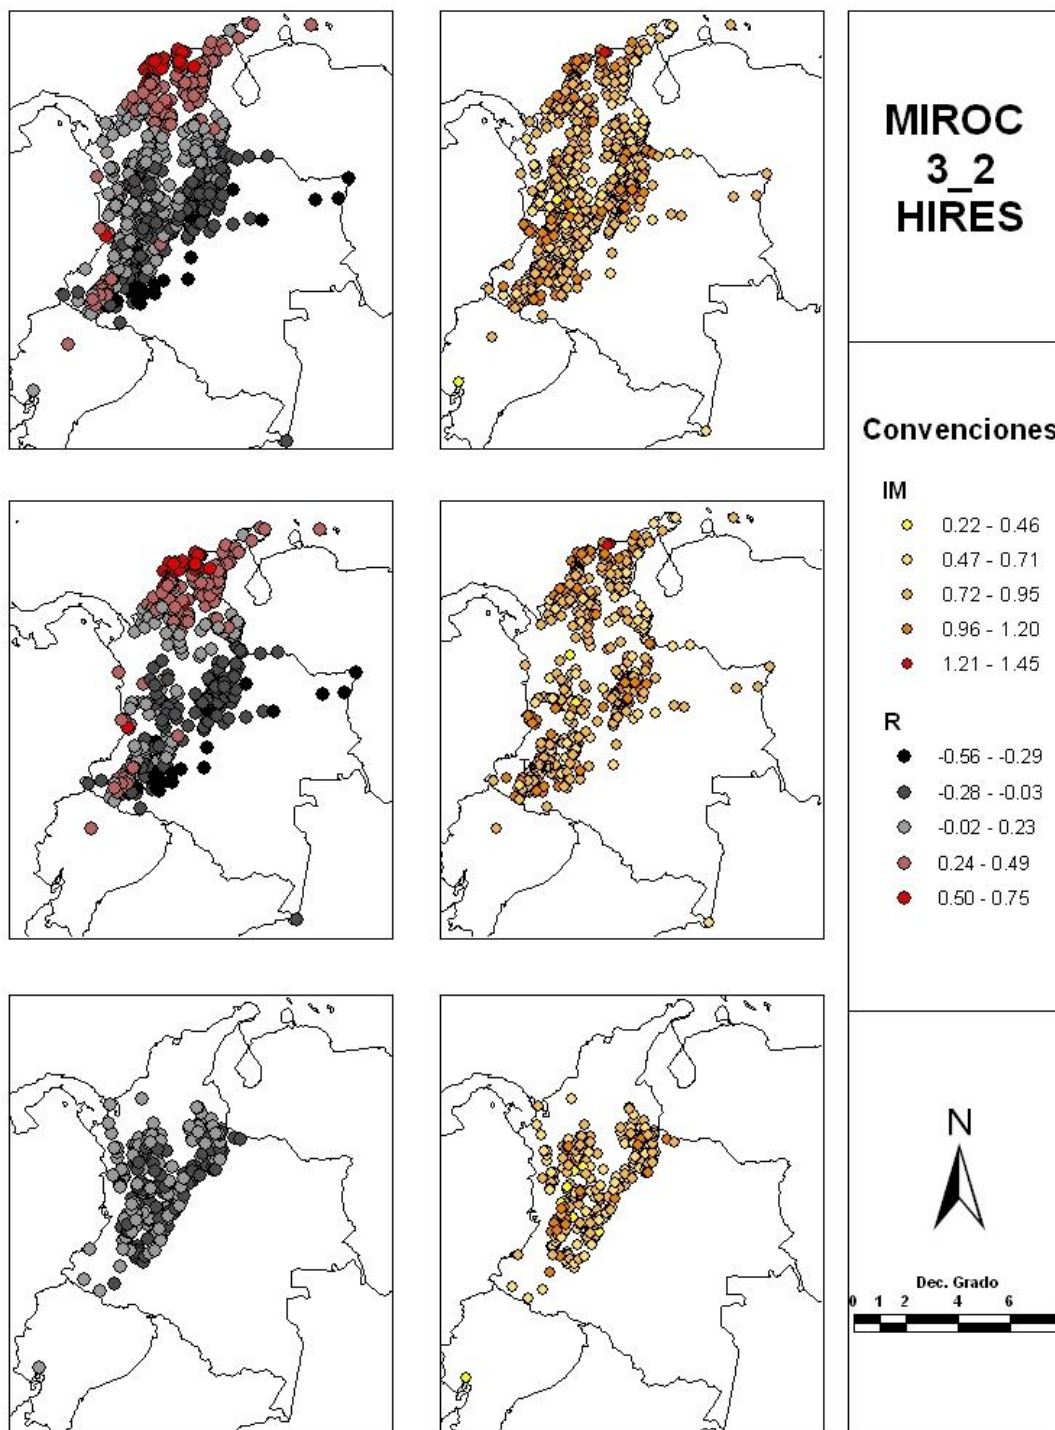 MIROC
3_2
HIRES
Convenciones
IM
0.22 - 0.46
0.47 - 0.71
0.72 - 0.95
0.96 - 1.20
1.21 - 1.45
R
-0.56 - -0.29
-0.28 - -0.03
-0.02 - 0.23
0.24 - 0.49
0.50 - 0.75
N
Dec. Grado
0 1 2 4 6